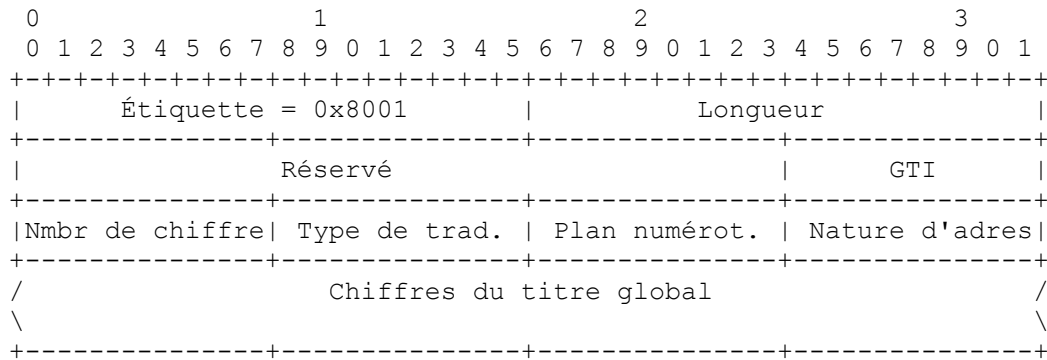 0                   1                   2                   3
 0 1 2 3 4 5 6 7 8 9 0 1 2 3 4 5 6 7 8 9 0 1 2 3 4 5 6 7 8 9 0 1
+-+-+-+-+-+-+-+-+-+-+-+-+-+-+-+-+-+-+-+-+-+-+-+-+-+-+-+-+-+-+-+-+
|      Étiquette = 0x8001       |          Longueur             |
+---------------+---------------+---------------+---------------+
|                Réservé                        |      GTI      |
+---------------+---------------+---------------+---------------+
|Nmbr de chiffre| Type de trad. | Plan numérot. | Nature d'adres|
+---------------+---------------+---------------+---------------+
/                   Chiffres du titre global                    /
\                                                               \
+---------------+---------------+---------------+---------------+